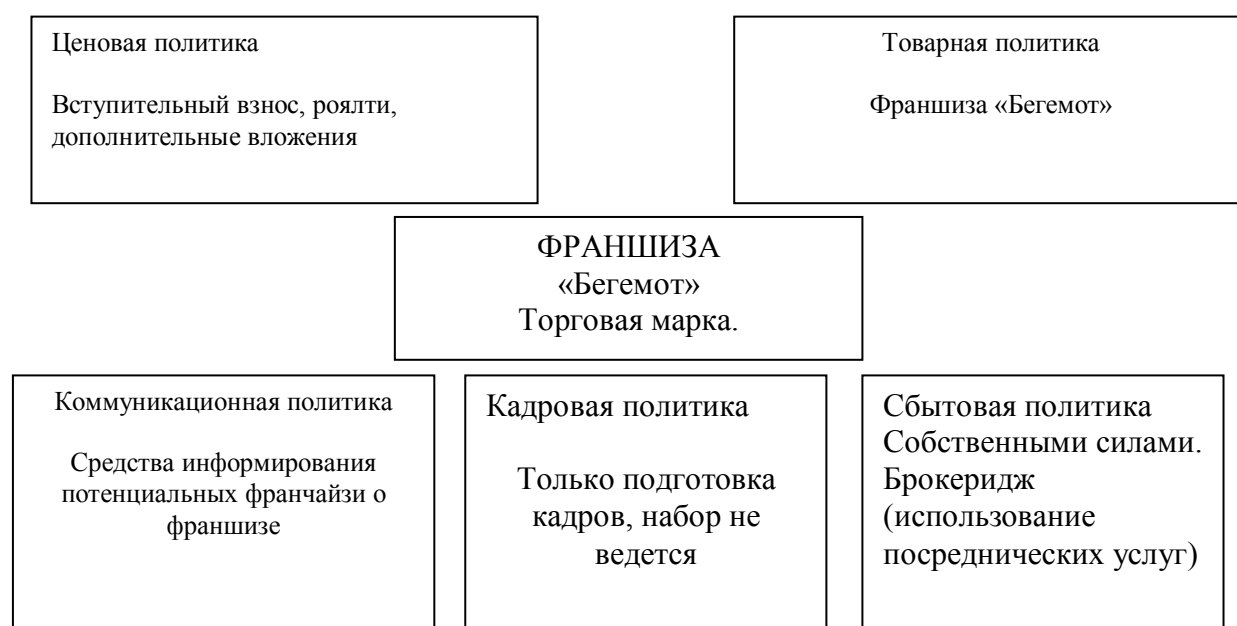 Ценовая политика
Вступительный взнос, роялти,
дополнительные вложения
Товарная политика
Франшиза «Бегемот»
ФРАНШИЗА
«Бегемот»
Торговая марка.
Коммуникационная политика
Средства информирования
потенциальных франчайзи о
франшизе
Кадровая политика
Только подготовка
кадров, набор не
ведется
Сбытовая политика
Собственными силами.
Брокеридж
(использование
посреднических услуг)